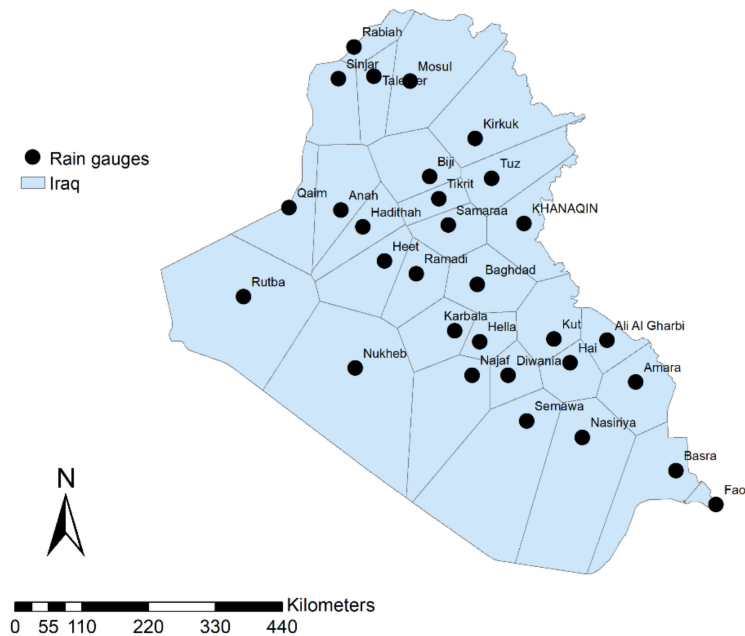 Rabiah
Sinjar
Talefer
Mosul
Kirkuk
Rain gauges
Biji
Tuz
Iraq
Tikrit
Qaim
Anah
Hadithah
Samaraa
KHANAQIN
Heet
Ramadi
Baghdad
Rutba
Karbala
Hella
Kut
Ali Al Gharbi
Nukheb
Najaf
Diwania
Hai
Amara
Semawa
Nasiriya
Basra
Fao
N
Kilometers
0 55 110 220 330 440